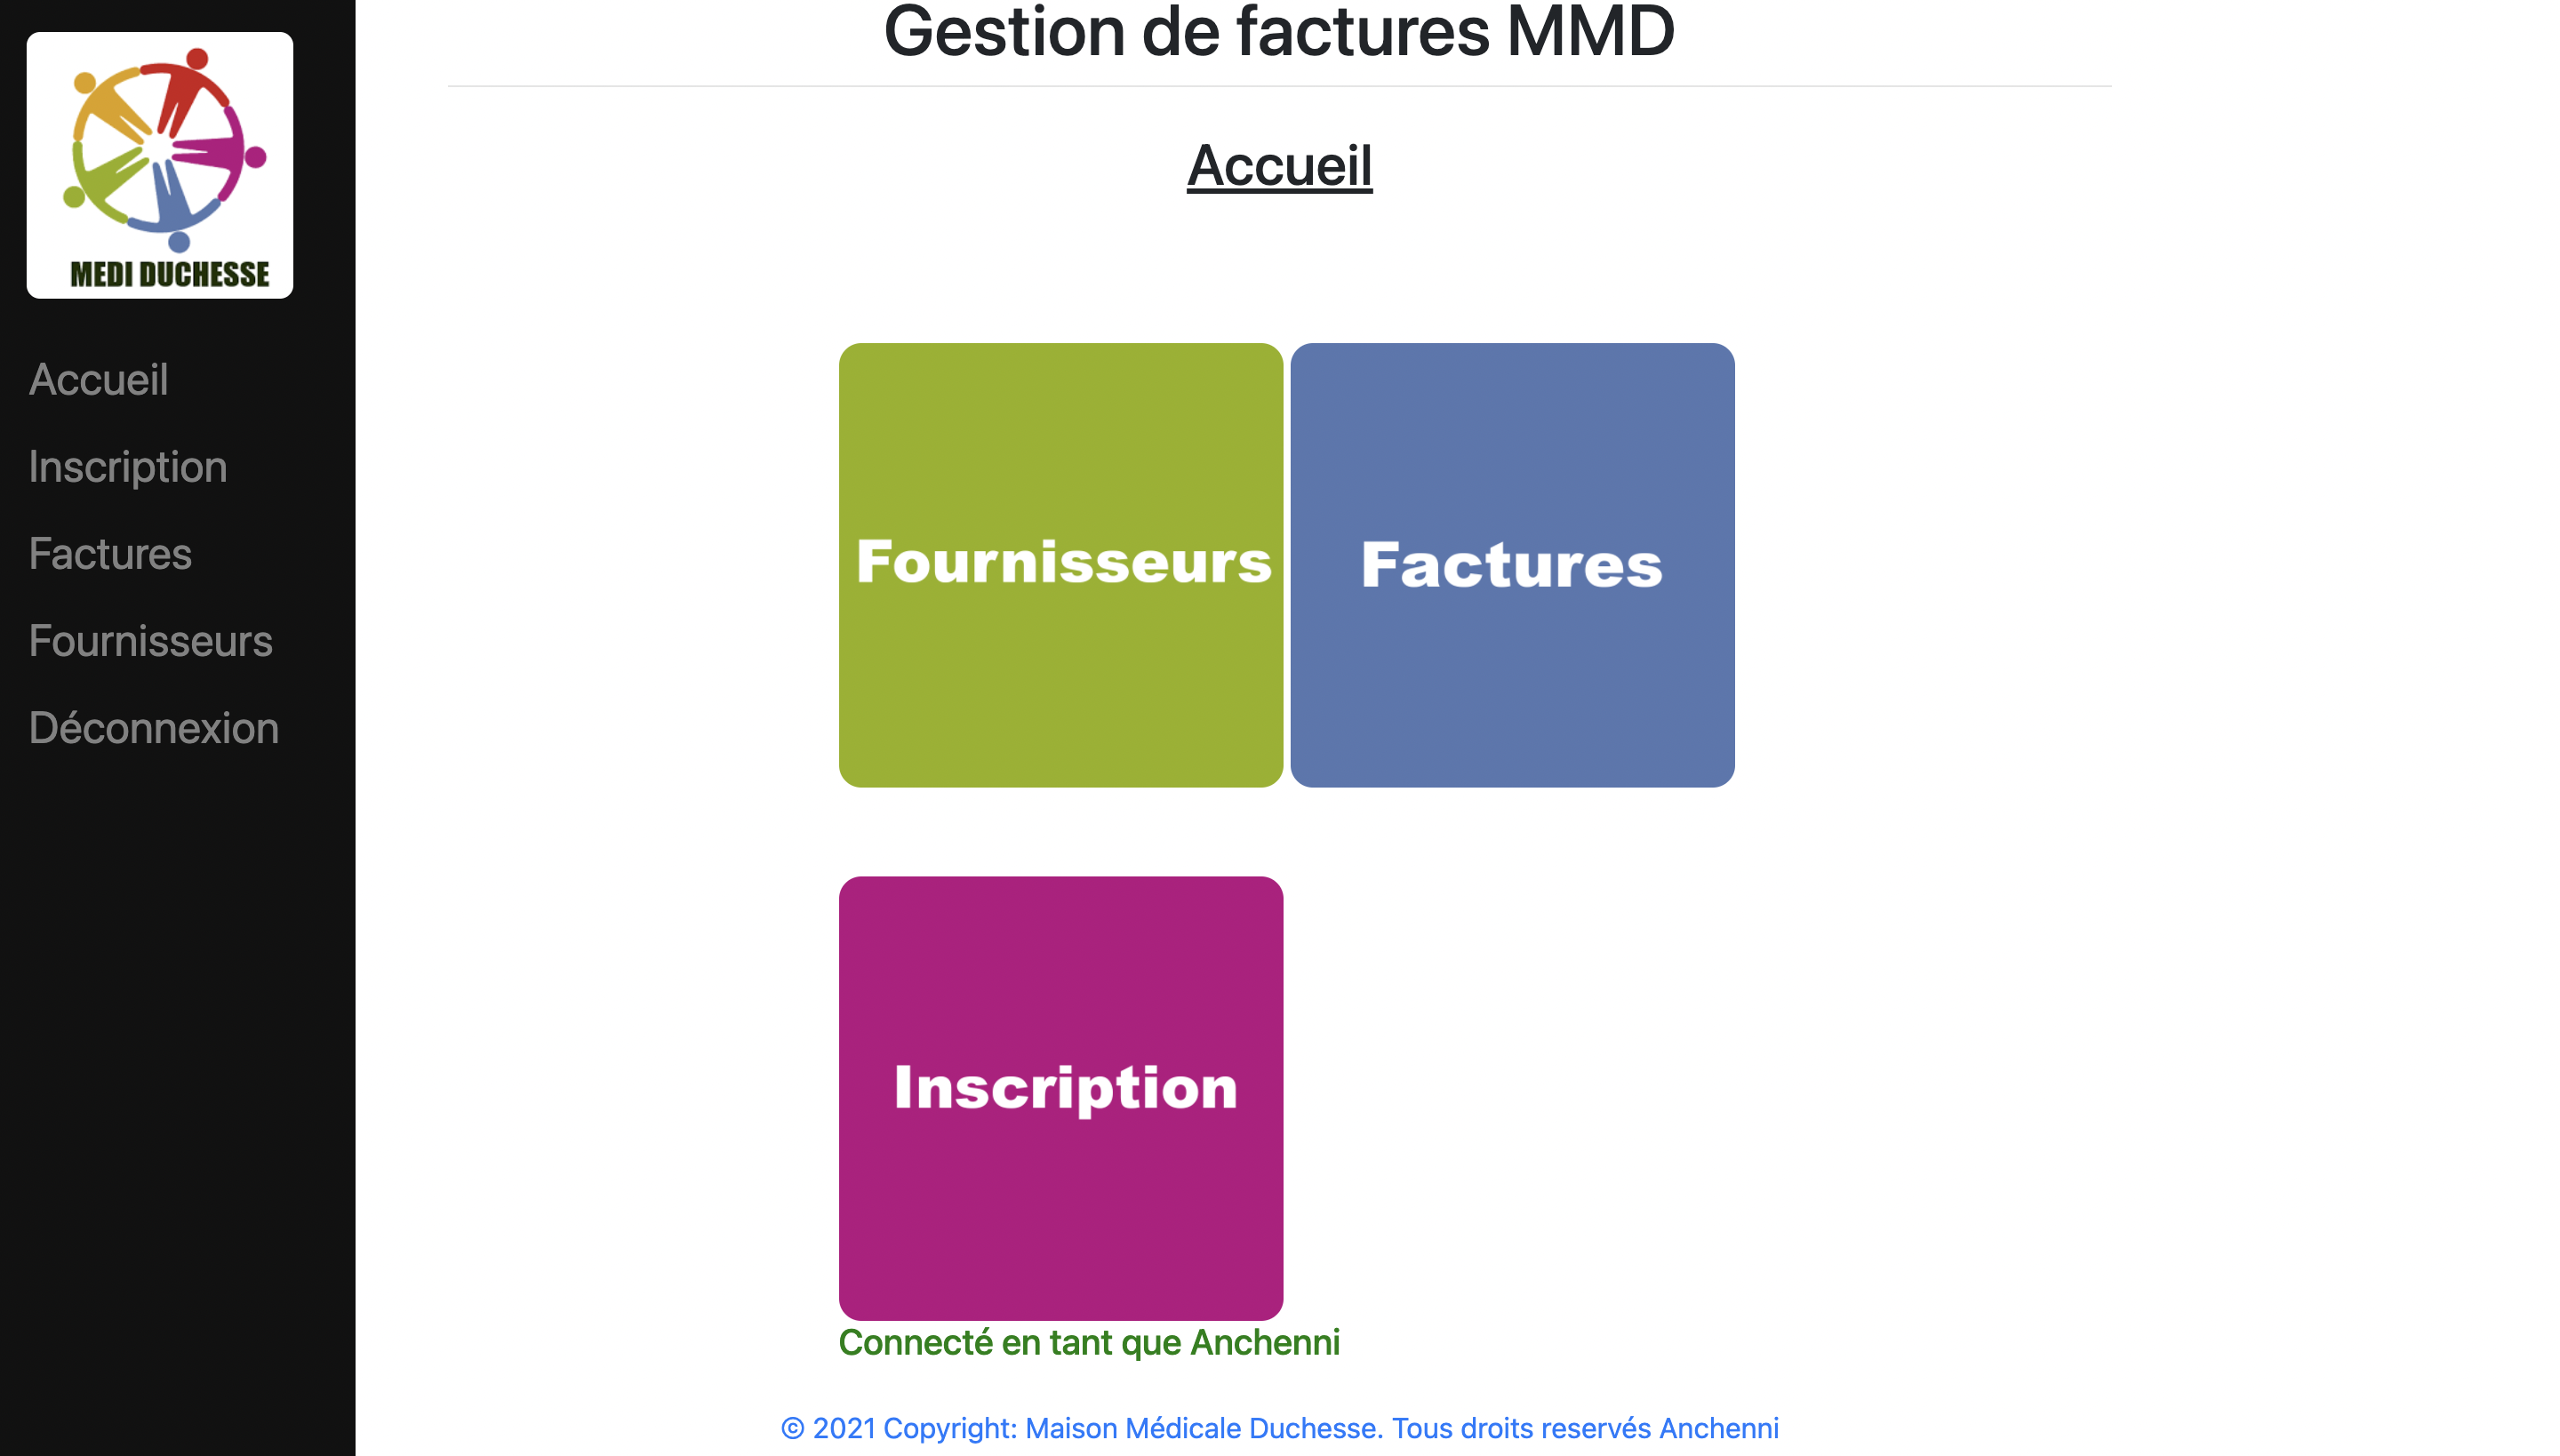 MEDI DUCHESSE
Accueil
Inscription
Factures
Fournisseurs
Déconnexion
Gestion de factures MMD
Accueil
Fournisseurs
Factures
Inscription
Connecté en tant que Anchenni
© 2021 Copyright: Maison Médicale Duchesse. Tous droits reservés Anchenni